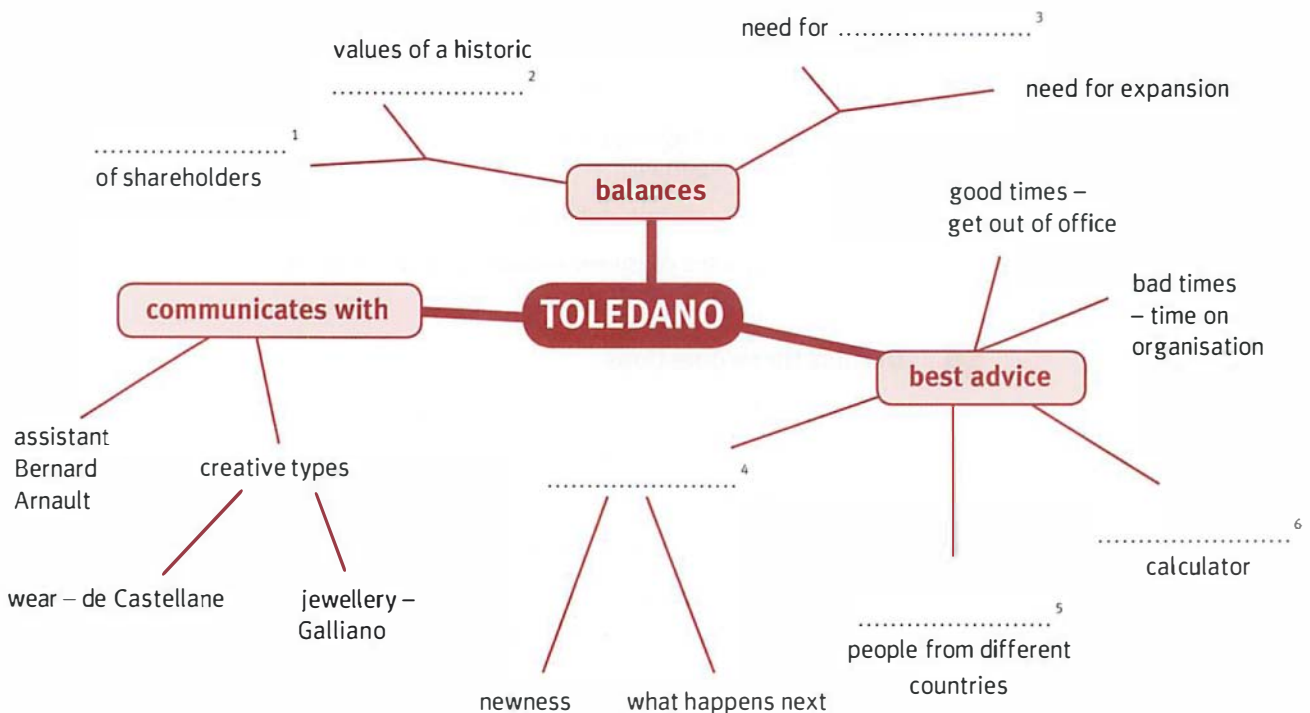 need for ........................ 3
values of a historic
........................ 2
need for expansion
........................ 1
of shareholders
balances
good times –
get out of office
bad times
– time on
organisation
communicates with
TOLEDANO
best advice
assistant
Bernard
Arnault
creative types
........................ 4
........................ 6
calculator
wear – de Castellane
jewellery –
Galliano
........................ 5
people from different
countries
newness
what happens next